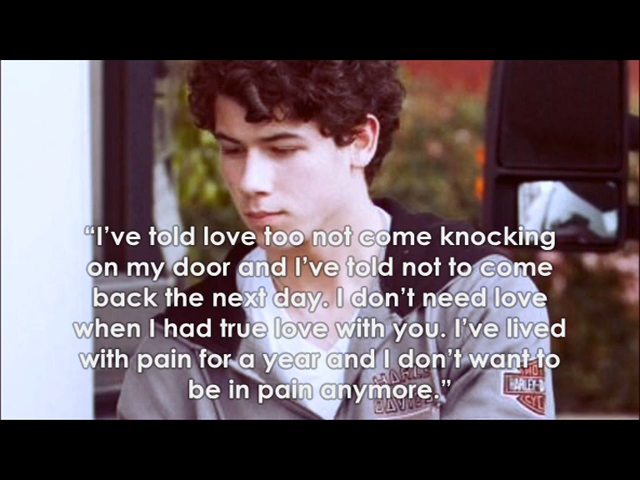 “I’ve told love too not come knocking
on my door and I’ve told not to come
back the next day. I don’t need love
when I had true love with you. I’ve lived
with pain for a year and I don’t want to
be in pain anymore.”
HARLEY